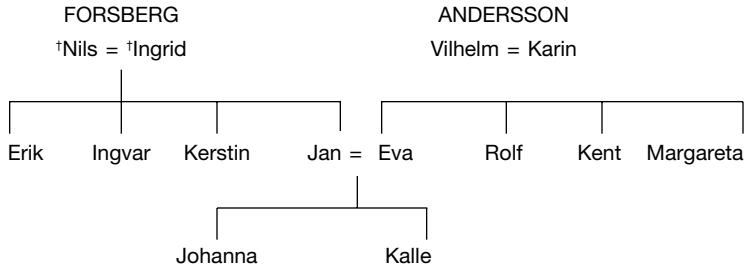 FORSBERG ANDERSSON
†Nils = †Ingrid Vilhelm = Karin
Erik Ingvar Kerstin Jan = Eva Rolf Kent Margareta
Johanna Kalle